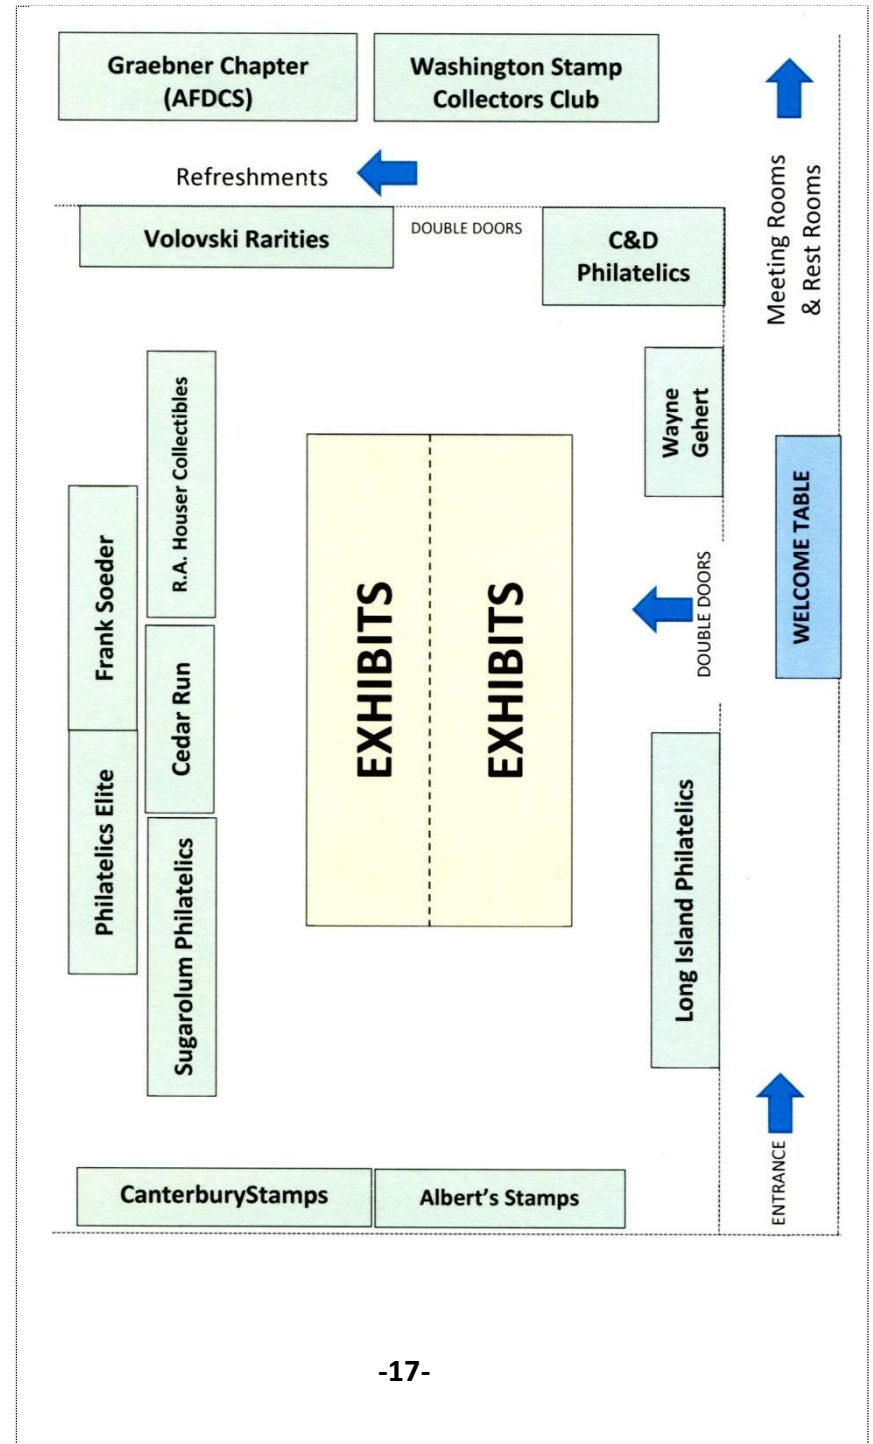 Graebner Chapter
(AFDCS)
Washington Stamp
Collectors Club
Refreshments
Meeting Rooms
& Rest Rooms
Volovski Rarities
DOUBLE DOORS
C&D
Philatelics
Wayne
Gehert
R.A. Houser Collectibles
Frank Soeder
WELCOME TABLE
EXHIBITS
EXHIBITS
DOUBLE DOORS
Cedar Run
Philatelics Elite
Sugarolum Philatelics
Long Island Philatelics
ENTRANCE
CanterburyStamps
Albert’s Stamps
-17-